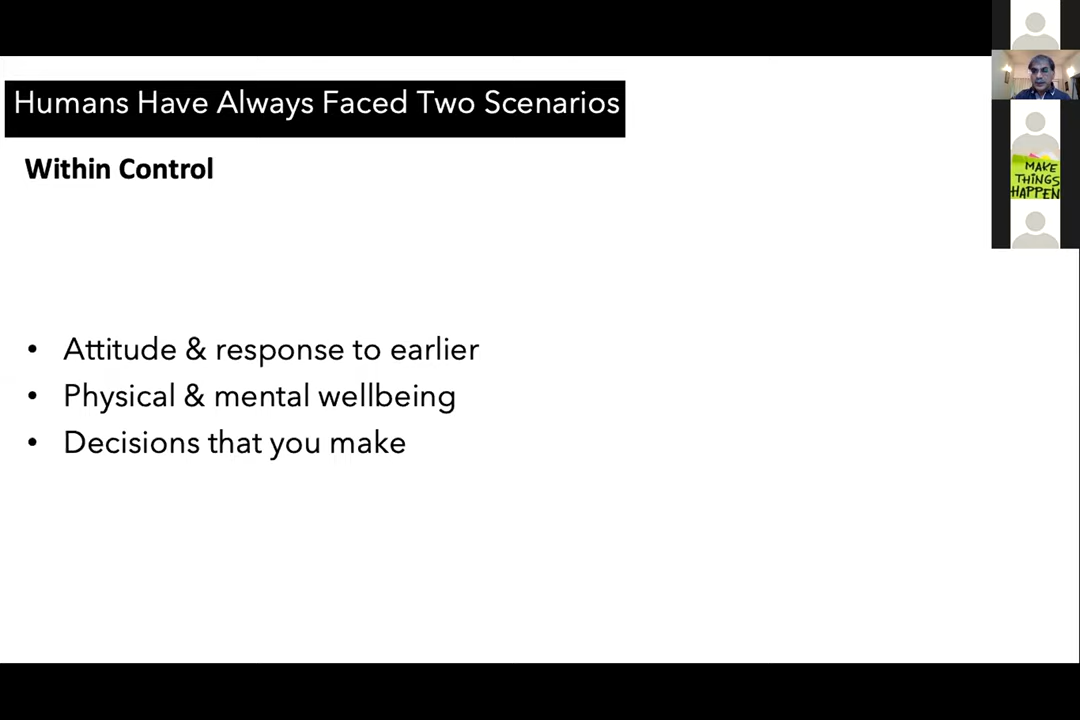 Humans Have Always Faced Two Scenarios
Within Control
• Attitude & response to earlier
• Physical & mental wellbeing
• Decisions that you make
MAKE
THINGS
HAPPEN